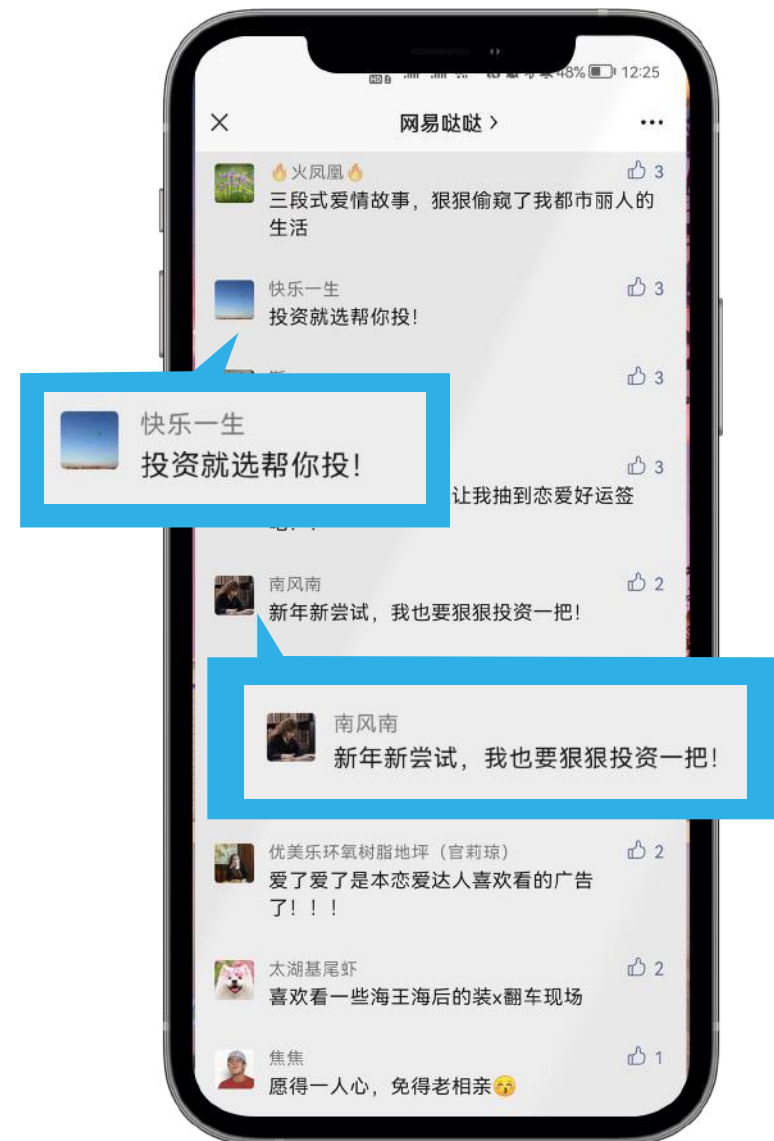 48% 12:25
网易哒哒
🔥火凤凰🔥 3
三段式爱情故事，狠狠偷窥了我都市丽人的
生活
快乐一生 3
投资就选帮你投！
3
快乐一生
投资就选帮你投！
3
让我抽到恋爱好运签
南风南 2
新年新尝试，我也要狠狠投资一把！
南风南
新年新尝试，我也要狠狠投资一把！
优美乐环氧树脂地坪（官莉琼） 2
爱了爱了是本恋爱达人喜欢看的广告
了！！！
太湖基尾虾 2
喜欢看一些海王海后的装x翻车现场
焦焦 1
愿得一人心，免得老相亲😚